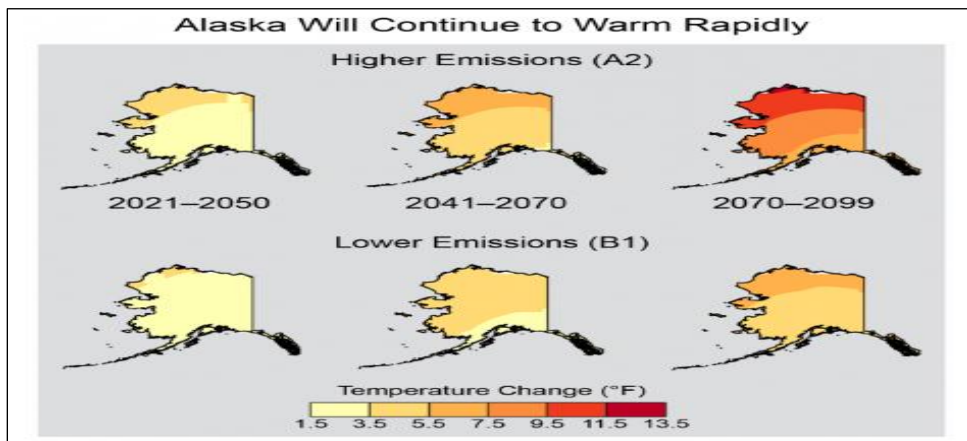 Alaska Will Continue to Warm Rapidly
Higher Emissions (A2)
2021–2050 2041–2070 2070–2099
Lower Emissions (B1)
Temperature Change (°F)
1.5 3.5 5.5 7.5 9.5 11.5 13.5